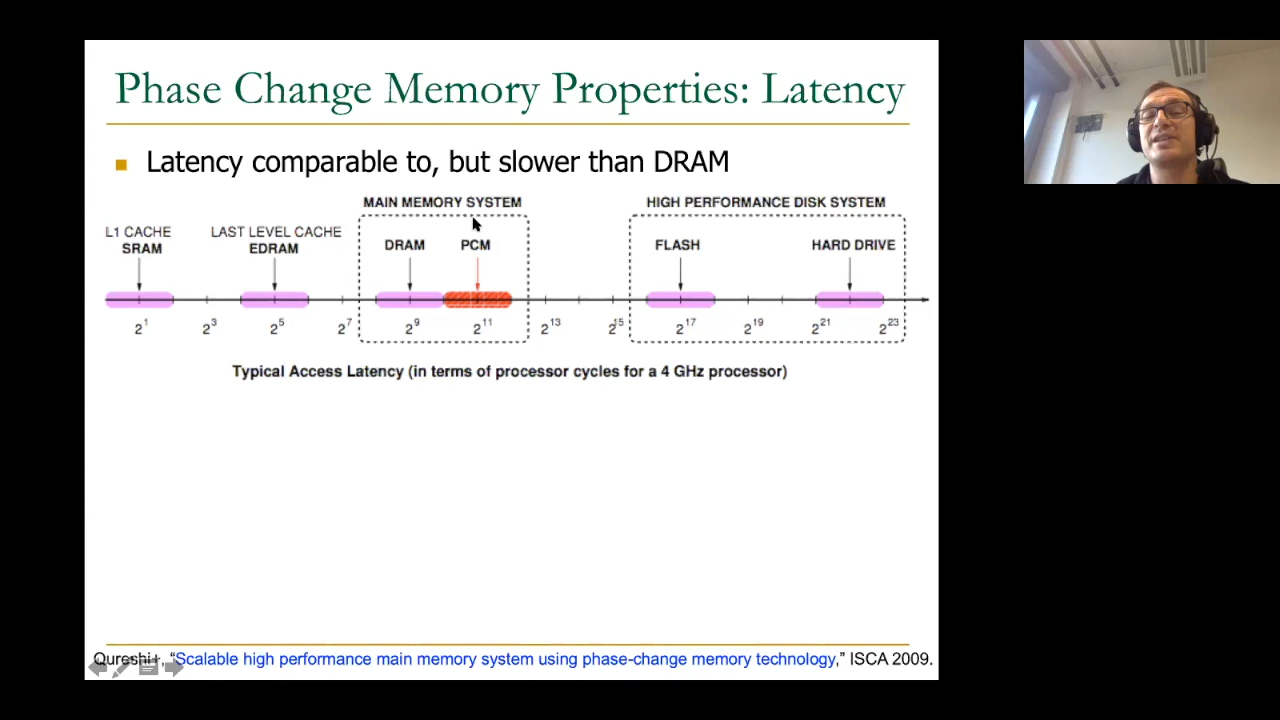 Phase Change Memory Properties: Latency
Latency comparable to, but slower than DRAM
MAIN MEMORY SYSTEM
HIGH PERFORMANCE DISK SYSTEM
L1 CACHE
SRAM
LAST LEVEL CACHE
EDRAM
DRAM
PCM
FLASH
HARD DRIVE
2^1 2^3 2^5 2^7 2^9 2^11 2^13 2^15 2^17 2^19 2^21 2^23
Typical Access Latency (in terms of processor cycles for a 4 GHz processor)
Qureshi+, “Scalable high performance main memory system using phase-change memory technology,” ISCA 2009.